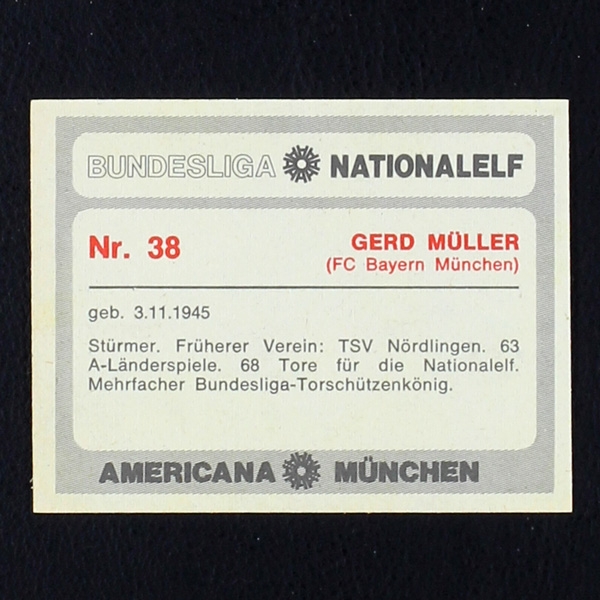 BUNDESLIGA NATIONALELF
Nr. 38 GERD MÜLLER
(FC Bayern München)
geb. 3.11.1945
Stürmer. Früherer Verein: TSV Nördlingen. 63
A-Länderspiele. 68 Tore für die Nationalelf.
Mehrfacher Bundesliga-Torschützenkönig.
AMERICANA MÜNCHEN